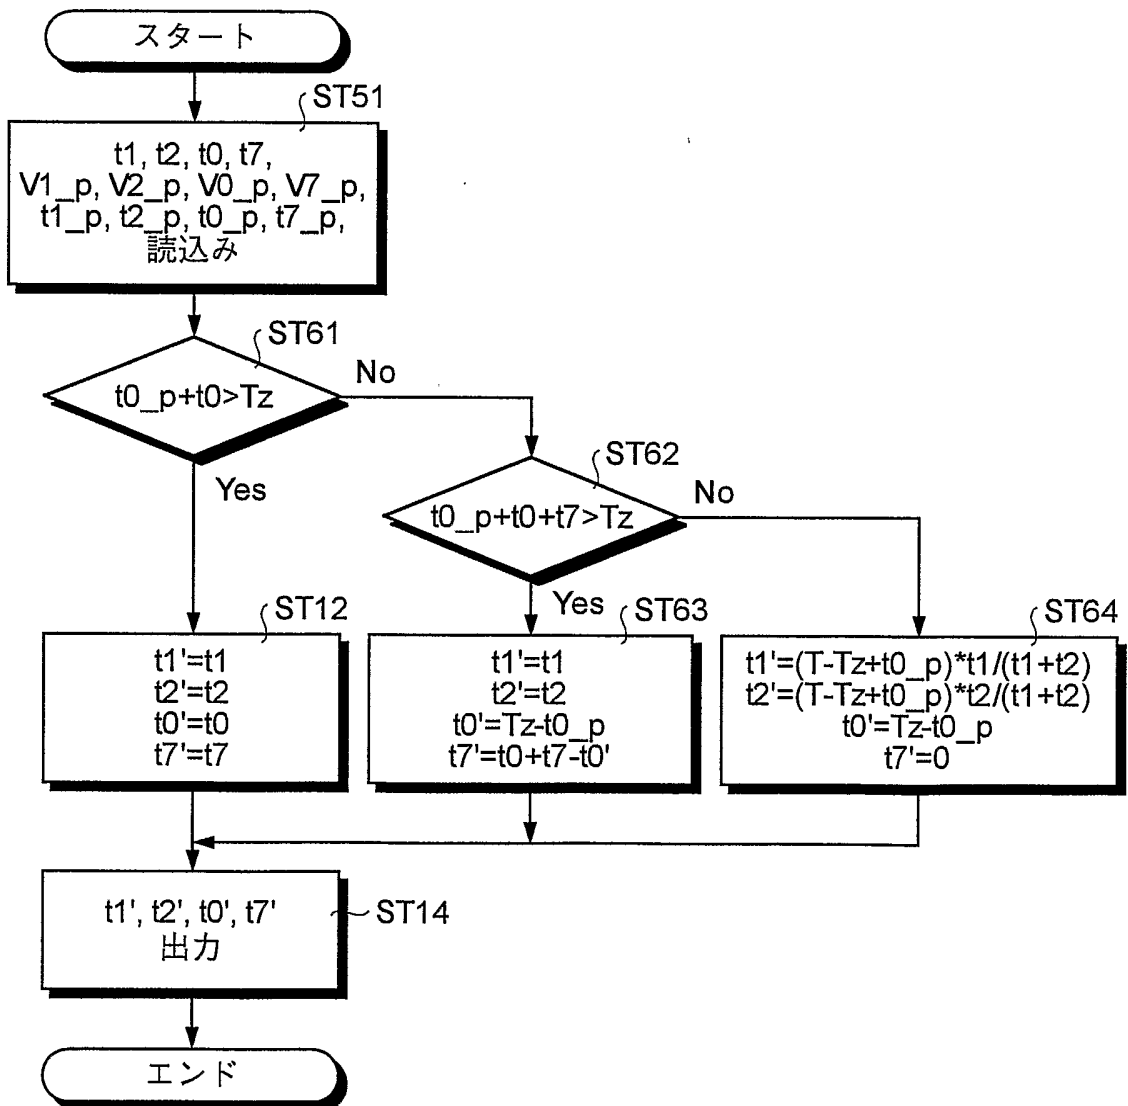 スタート
ST51
t1, t2, t0, t7,
V1_p, V2_p, V0_p, V7_p,
t1_p, t2_p, t0_p, t7_p,
読込み
ST61
t0_p+t0>Tz
No
Yes
ST62
t0_p+t0+t7>Tz
No
Yes
ST12
t1'=t1
t2'=t2
t0'=t0
t7'=t7
ST63
t1'=t1
t2'=t2
t0'=Tz-t0_p
t7'=t0+t7-t0'
ST64
t1'=(T-Tz+t0_p)*t1/(t1+t2)
t2'=(T-Tz+t0_p)*t2/(t1+t2)
t0'=Tz-t0_p
t7'=0
t1', t2', t0', t7'
出力
ST14
エンド